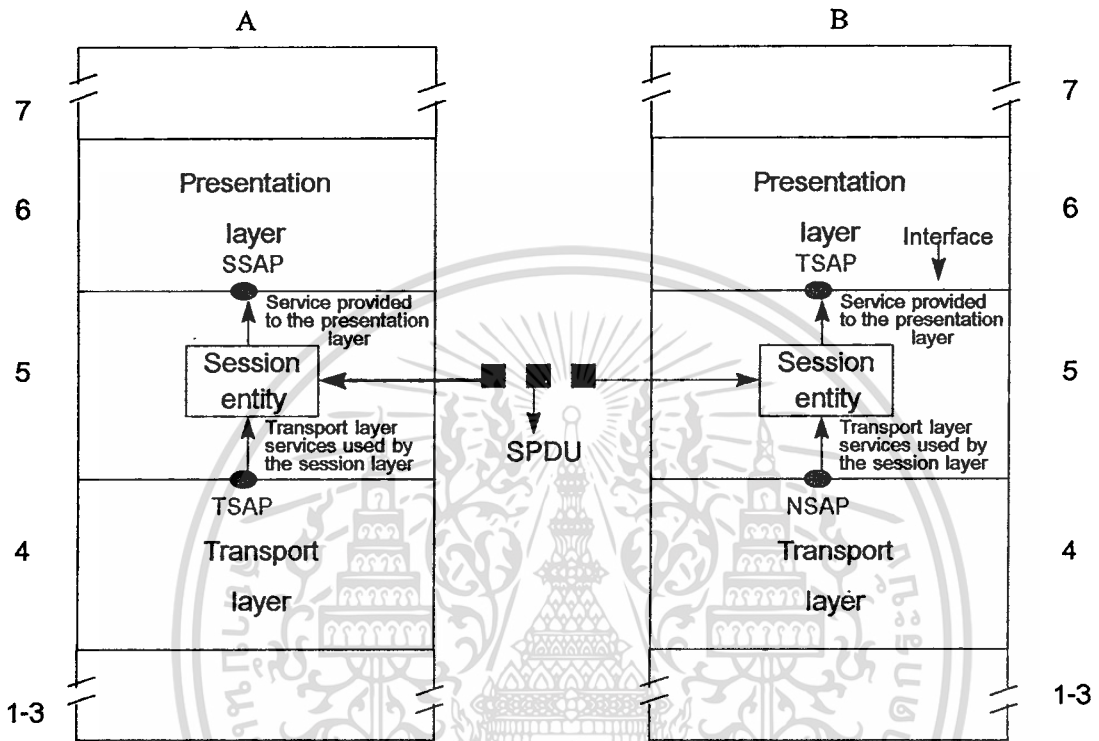 A
B
7
7
Presentation
layer
SSAP
Presentation
layer
TSAP
Interface
6
6
Service provided
to the presentation
layer
Service provided
to the presentation
layer
5
5
Session
entity
SPDU
Session
entity
Transport layer
services used by
the session layer
Transport layer
services used by
the session layer
TSAP
NSAP
4
4
Transport
layer
Transport
layer
1-3
1-3